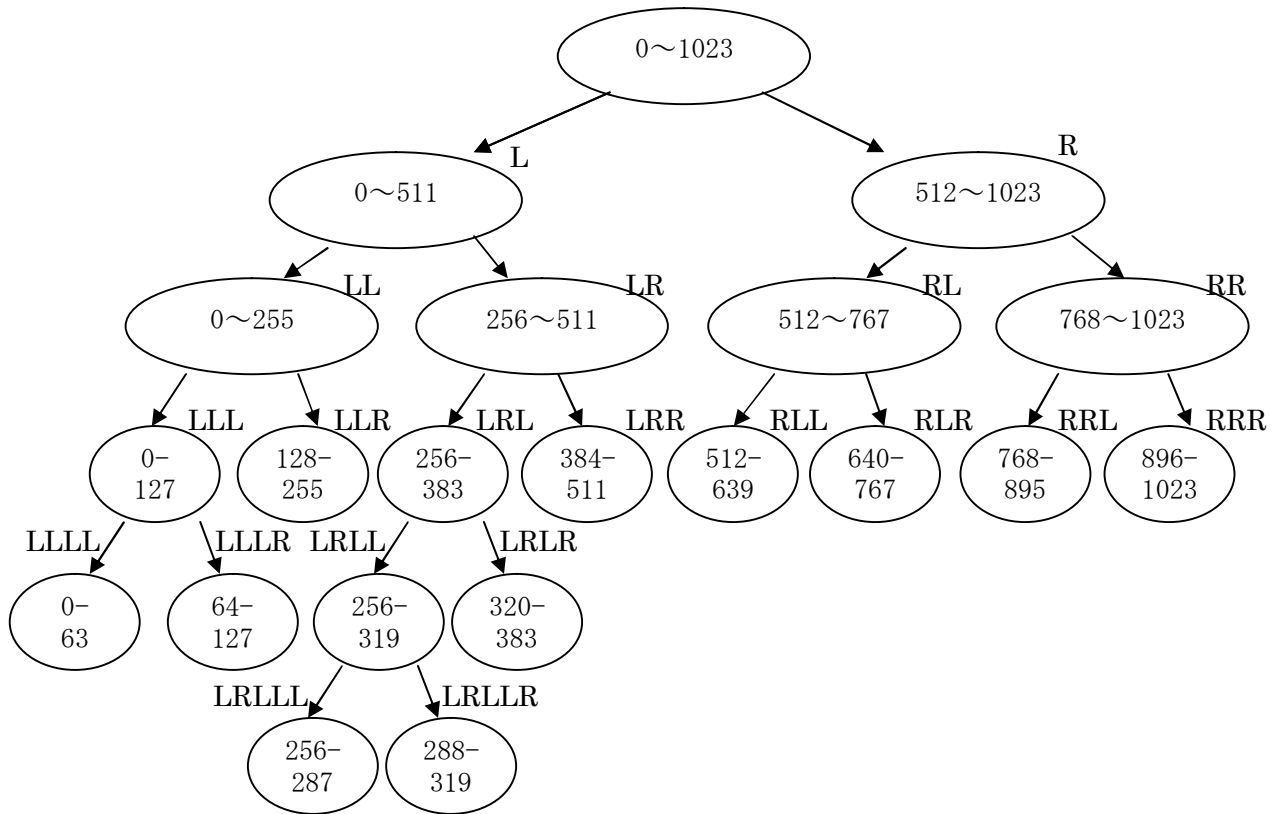 0～1023
L
R
0～511
512～1023
LL
LR
RL
RR
0～255
256～511
512～767
768～1023
LLL
LLR
LRL
LRR
RLL
RLR
RRL
RRR
0-
127
128-
255
256-
383
384-
511
512-
639
640-
767
768-
895
896-
1023
LLLL
LLLR
LRLL
LRLR
0-
63
64-
127
256-
319
320-
383
LRLLL
LRLLR
256-
287
288-
319